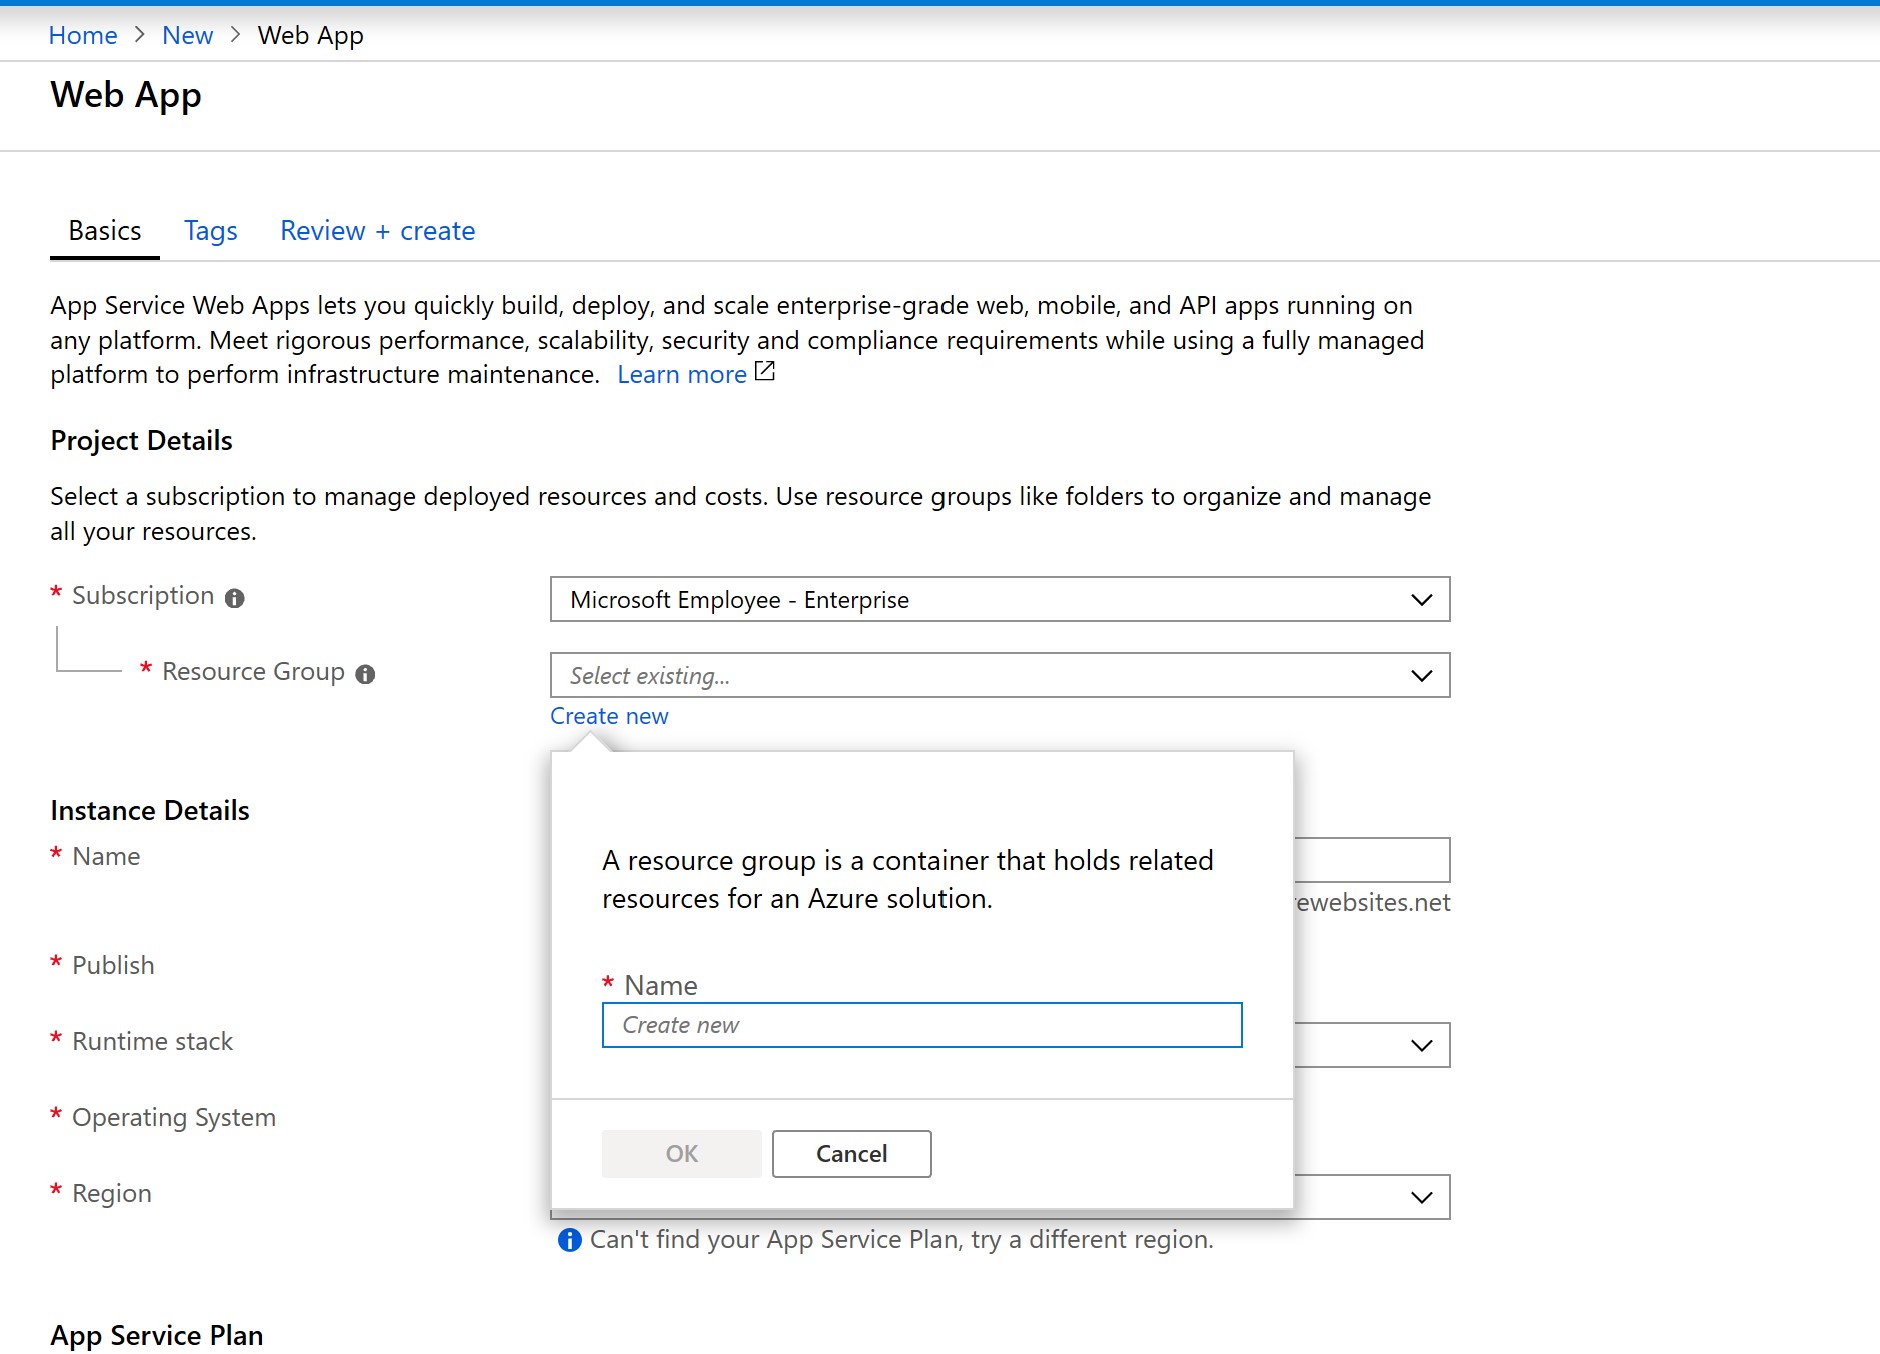 Home > New > Web App
Web App
Basics Tags Review + create
App Service Web Apps lets you quickly build, deploy, and scale enterprise-grade web, mobile, and API apps running on
any platform. Meet rigorous performance, scalability, security and compliance requirements while using a fully managed
platform to perform infrastructure maintenance. Learn more
Project Details
Select a subscription to manage deployed resources and costs. Use resource groups like folders to organize and manage
all your resources.
* Subscription
Microsoft Employee - Enterprise
* Resource Group
Select existing...
Create new
A resource group is a container that holds related
resources for an Azure solution.
* Name
Create new
OK Cancel
Instance Details
* Name
ewebsites.net
* Publish
* Runtime stack
* Operating System
* Region
Can't find your App Service Plan, try a different region.
App Service Plan